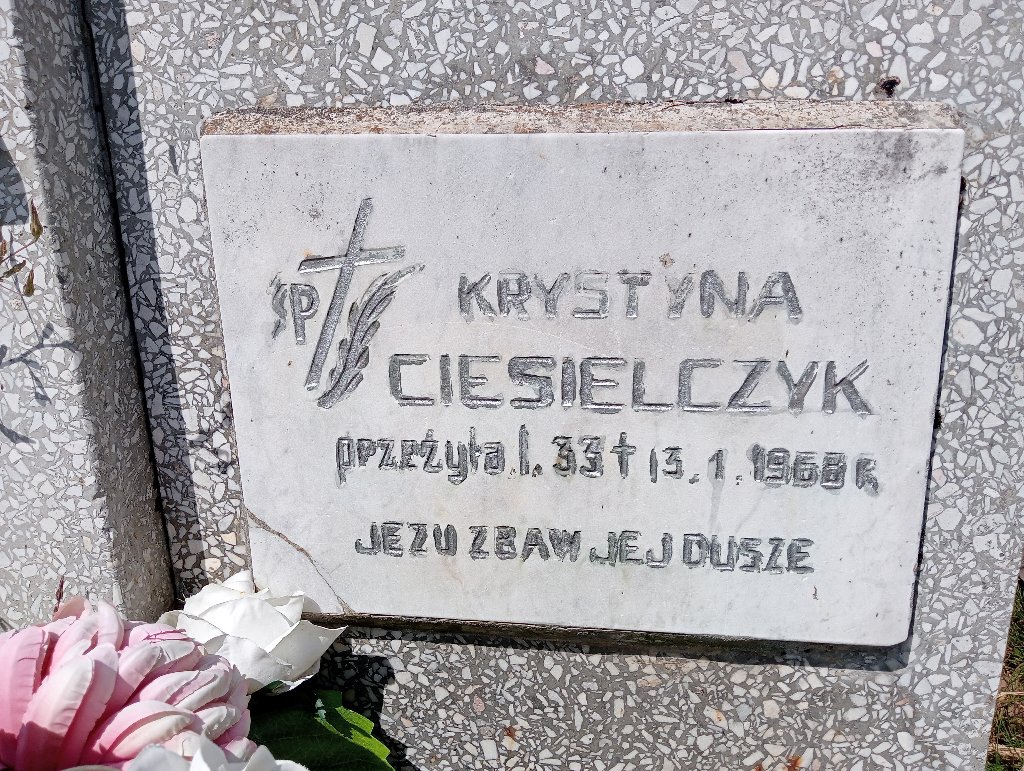 ŚP KRYSTYNA
CIESIELCZYK
przeżyła l. 33 † 13.1.1968 r.
JEZU ZBAW JEJ DUSZE